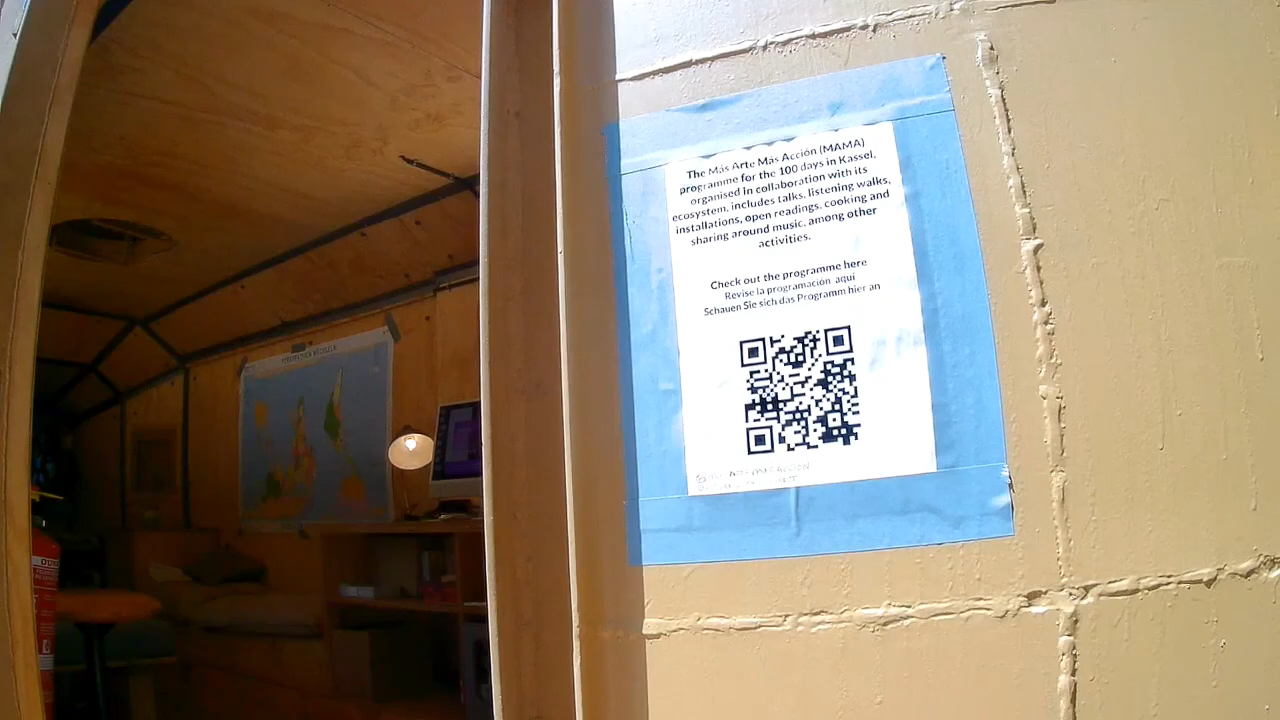 The Más Arte Más Acción (MAMA)
programme for the 100 days in Kassel,
organised in collaboration with its
ecosystem, includes talks, listening walks,
installations, open readings, cooking and
sharing around music, among other
activities.
Check out the programme here
Revise la programación aquí
Schauen Sie sich das Programm hier an
PERSPEKTIVEN WECHSELN